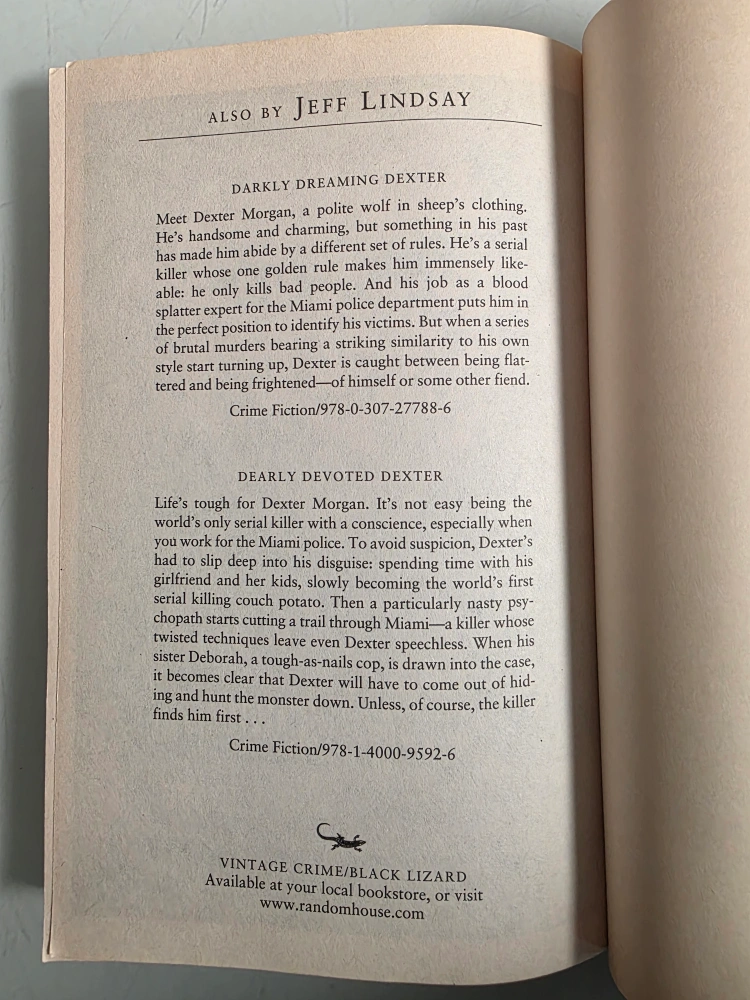 ALSO BY JEFF LINDSAY
DARKLY DREAMING DEXTER
Meet Dexter Morgan, a polite wolf in sheep's clothing.
He's handsome and charming, but something in his past
has made him abide by a different set of rules. He's a serial
killer whose one golden rule makes him immensely like-
able: he only kills bad people. And his job as a blood
splatter expert for the Miami police department puts him in
the perfect position to identify his victims. But when a series
of brutal murders bearing a striking similarity to his own
style start turning up, Dexter is caught between being flat-
tered and being frightened—of himself or some other fiend.
Crime Fiction/978-0-307-27788-6
DEARLY DEVOTED DEXTER
Life's tough for Dexter Morgan. It's not easy being the
world's only serial killer with a conscience, especially when
you work for the Miami police. To avoid suspicion, Dexter's
had to slip deep into his disguise: spending time with his
girlfriend and her kids, slowly becoming the world's first
serial killing couch potato. Then a particularly nasty psy-
chopath starts cutting a trail through Miami—a killer whose
twisted techniques leave even Dexter speechless. When his
sister Deborah, a tough-as-nails cop, is drawn into the case,
it becomes clear that Dexter will have to come out of hid-
ing and hunt the monster down. Unless, of course, the killer
finds him first . . .
Crime Fiction/978-1-4000-9592-6
VINTAGE CRIME/BLACK LIZARD
Available at your local bookstore, or visit
www.randomhouse.com